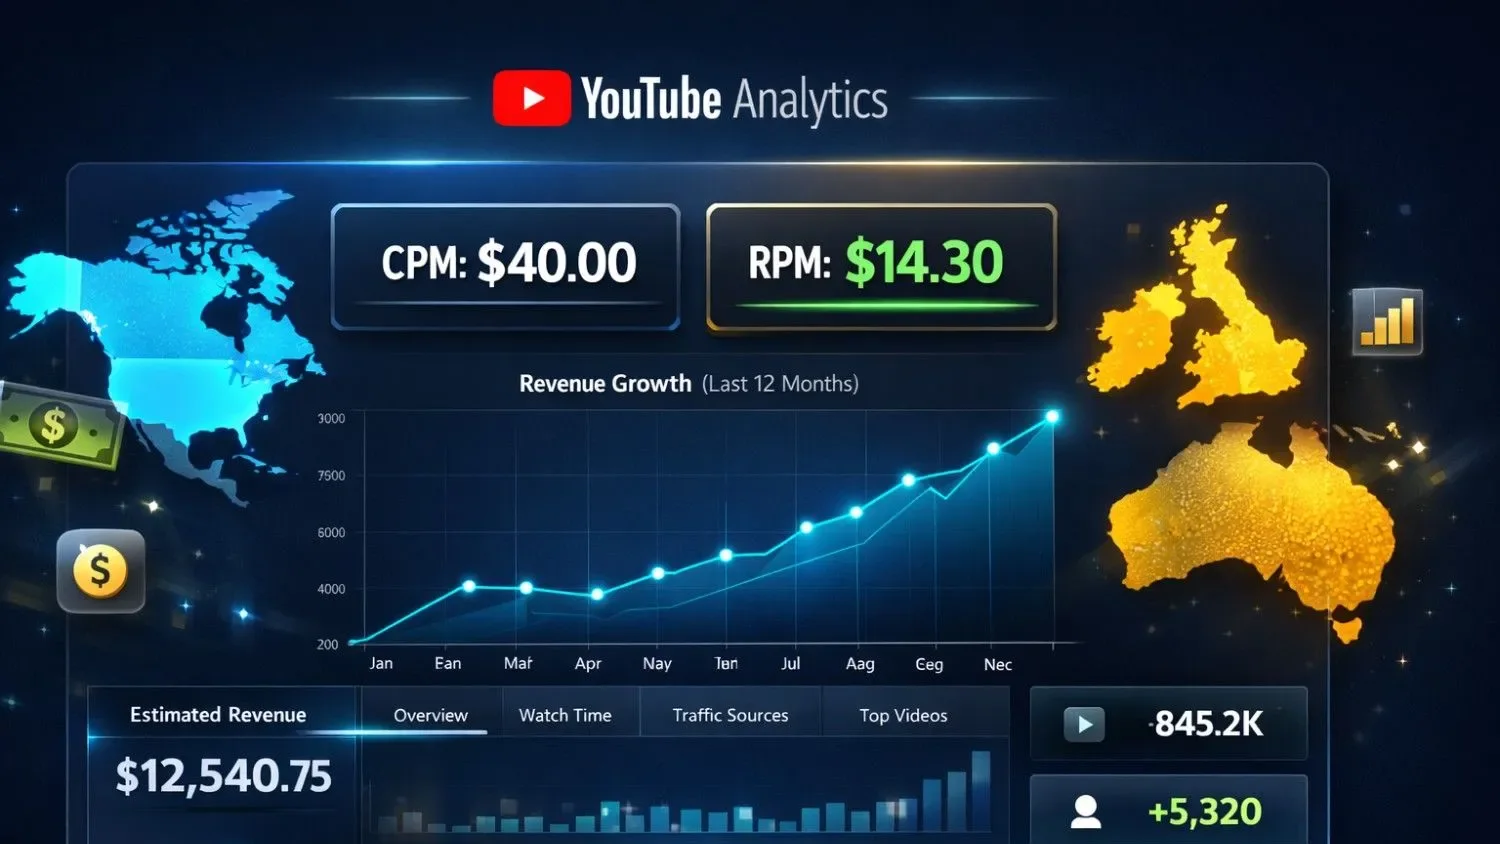 YouTube Analytics
CPM: $40.00
RPM: $14.30
Revenue Growth (Last 12 Months)
3000
7500
6000
4000
200
Jan Ean Mar Apr Nay Jul Aag Nec
Estimated Revenue
$12,540.75
Overview Watch Time Traffic Sources Top Videos
845.2K
+5,320
$
$